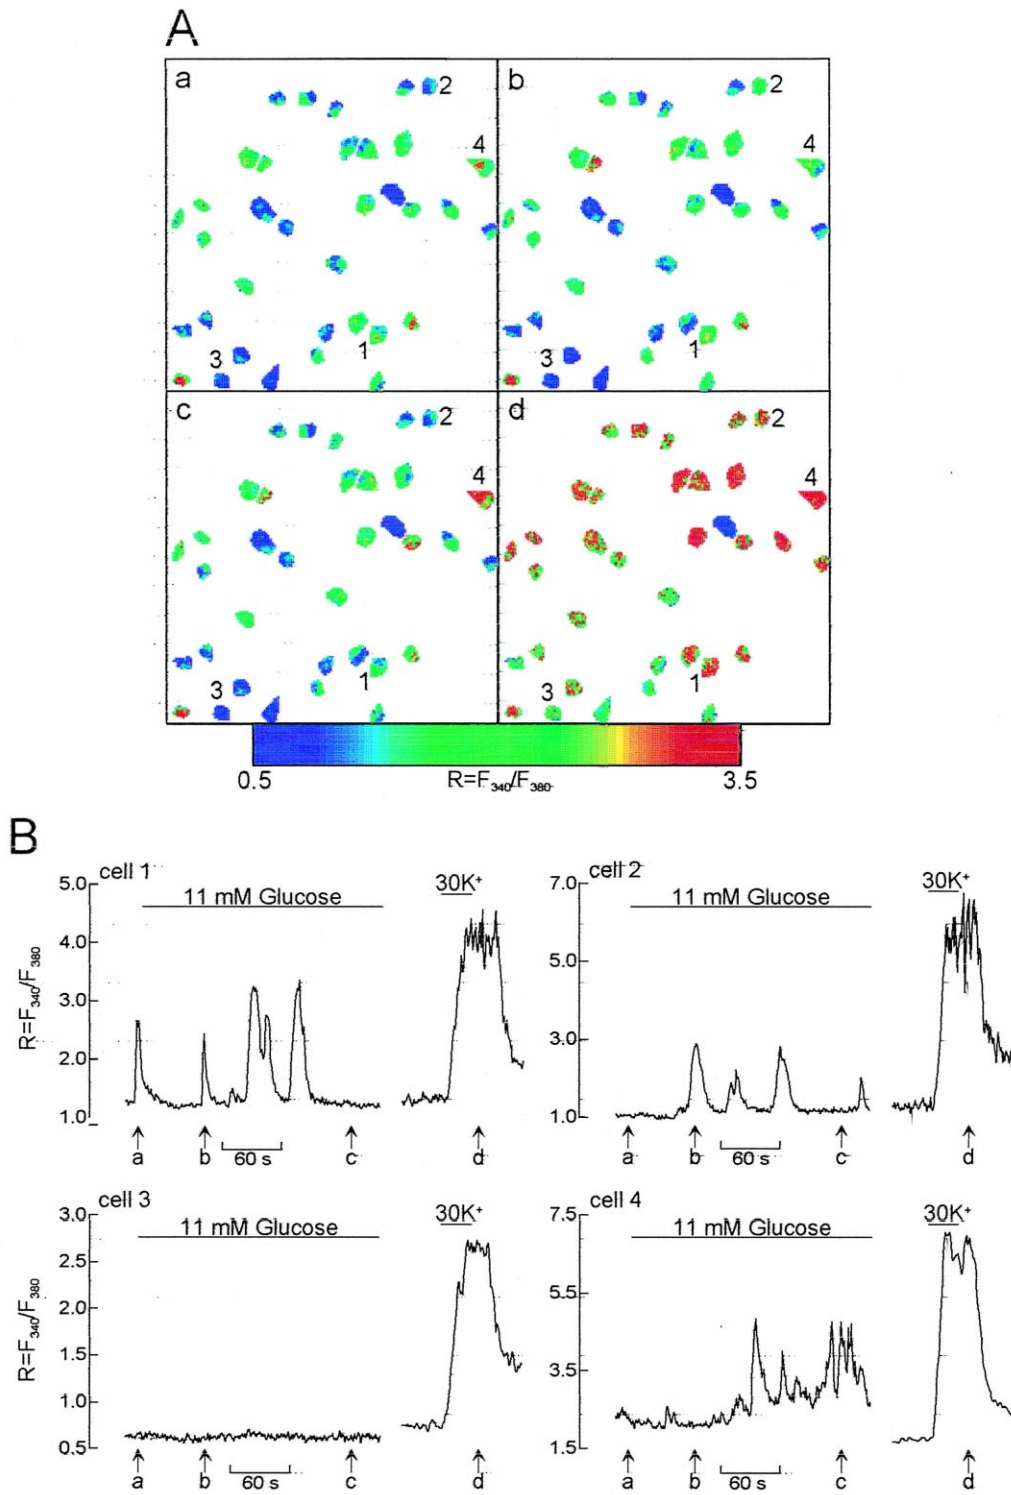 A
a
2
4
3
1
b
2
4
3
1
c
2
4
3
1
d
2
4
3
1
0.5
R=F340/F380
3.5
B
cell 1
11 mM Glucose
30K+
5.0
4.0
3.0
2.0
1.0
R=F340/F380
a
b
60 s
c
d
cell 2
11 mM Glucose
30K+
7.0
5.0
3.0
1.0
a
b
60 s
c
d
cell 3
11 mM Glucose
30K+
3.0
2.5
2.0
1.5
1.0
0.5
R=F340/F380
a
b
60 s
c
d
cell 4
11 mM Glucose
30K+
7.5
5.5
3.5
1.5
a
b
60 s
c
d